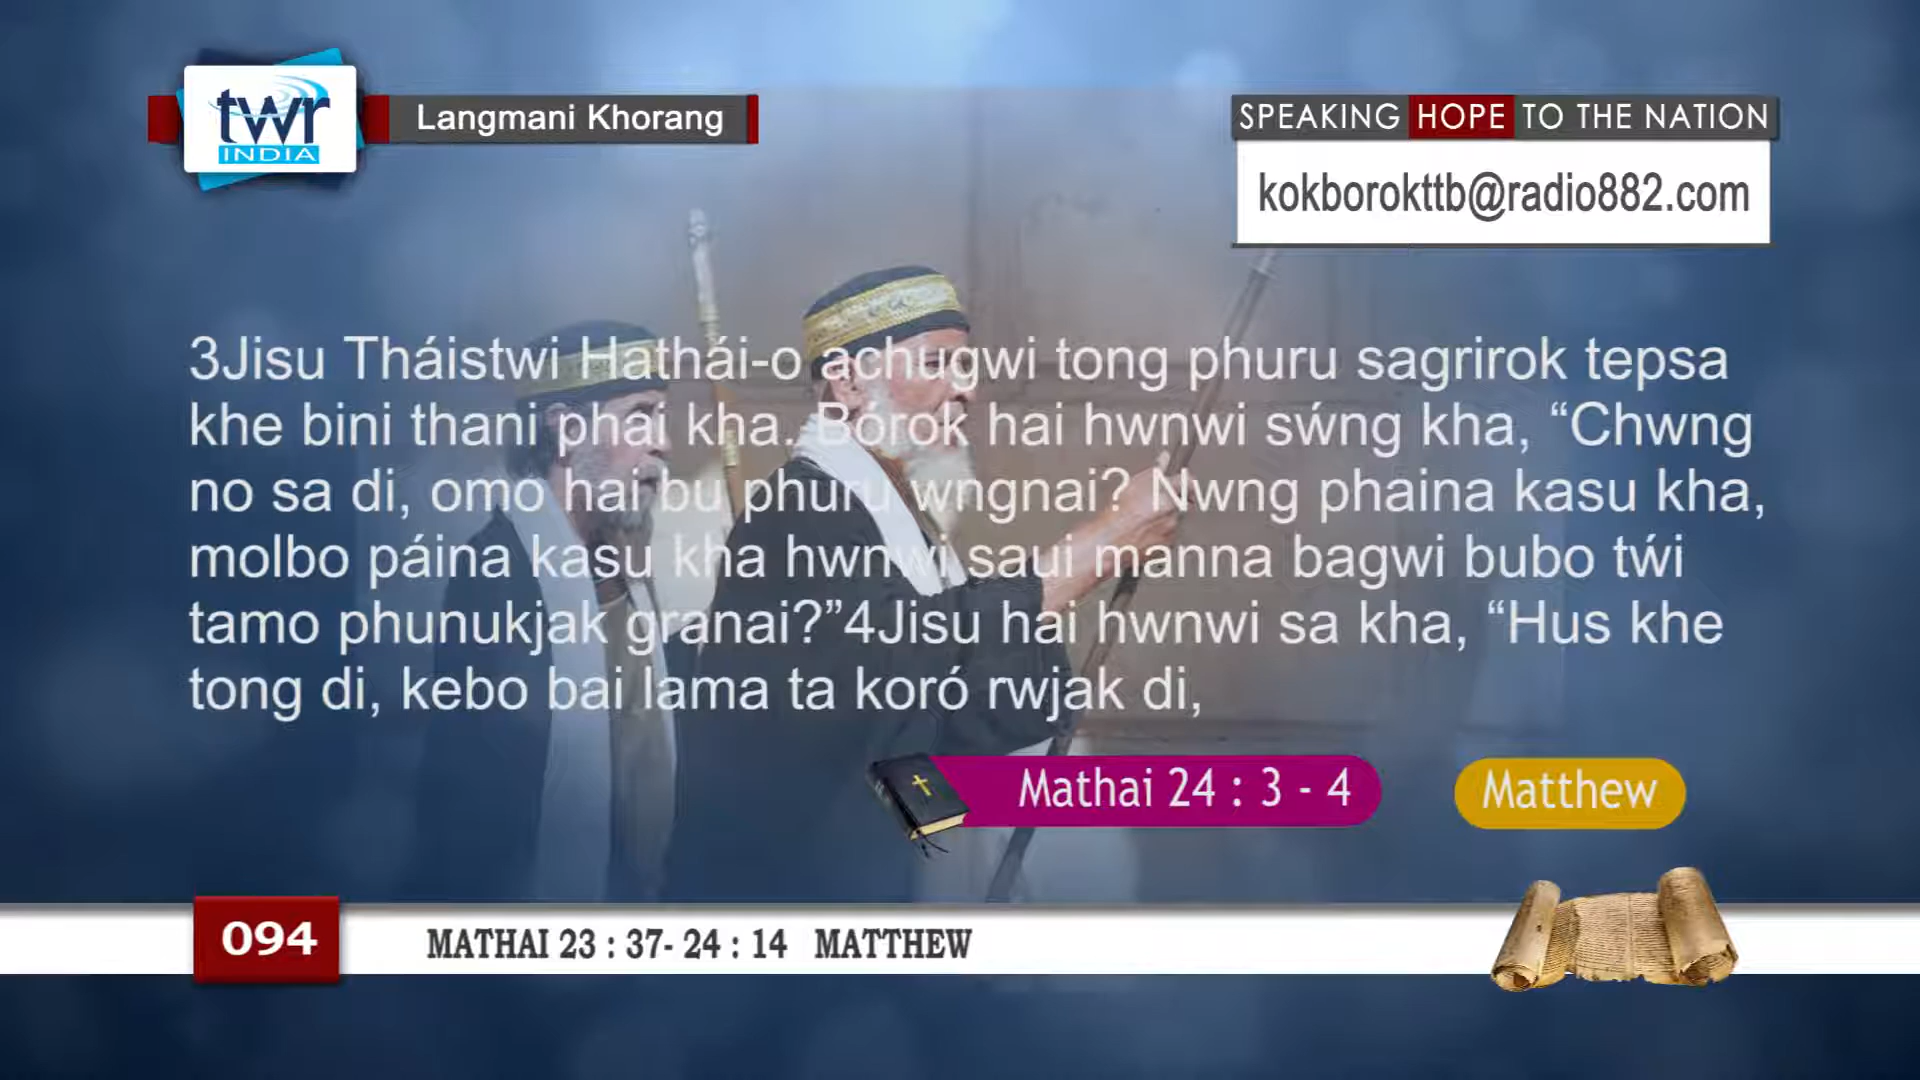 twr
INDIA
Langmani Khorang
SPEAKING HOPE TO THE NATION
kokborokttb@radio882.com
3Jisu Tháistwi Hathái-o achugwi tong phuru sagrirok tepsa
khe bini thani phai kha. Bórok hai hwnwi sẃng kha, “Chwng
no sa di, omo hai bu phuru wngnai? Nwng phaina kasu kha,
molbo páina kasu kha hwnwi saui manna bagwi bubo tẃi
tamo phunukjak granai?”4Jisu hai hwnwi sa kha, “Hus khe
tong di, kebo bai lama ta koró rwjak di,
Mathai 24 : 3 - 4
Matthew
094
MATHAI 23 : 37- 24 : 14 MATTHEW